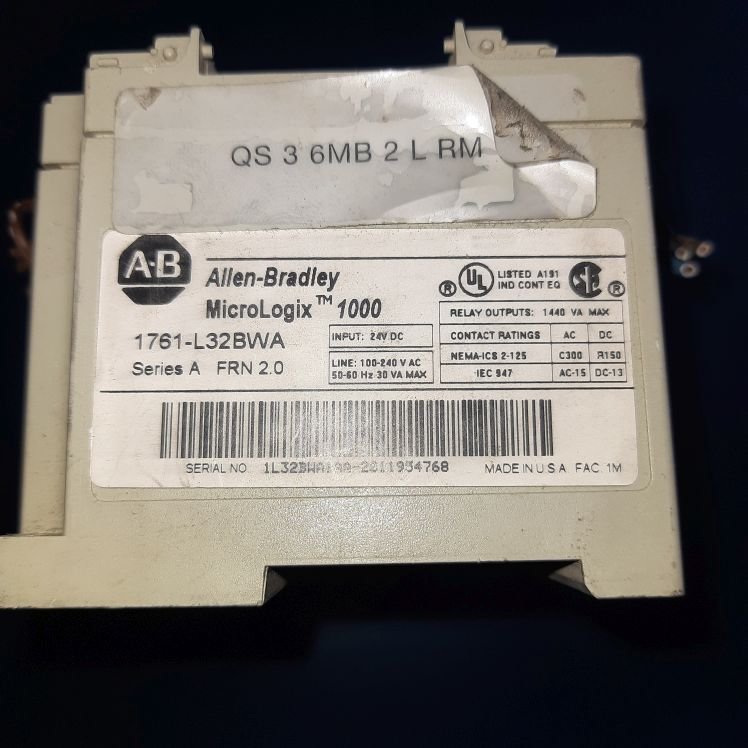 QS 3 6MB 2 L RM
A-B
Allen-Bradley
MicroLogix™ 1000
1761-L32BWA
Series A FRN 2.0
INPUT: 24V DC
LINE: 100-240 V AC
50-60 Hz 30 VA MAX
® UL LISTED A191
IND CONT EQ
SA ®
RELAY OUTPUTS: 1440 VA MAX
CONTACT RATINGS AC DC
NEMA-ICS 2-125 C300 R150
IEC 947 AC-15 DC-13
SERIAL NO. MADE IN U.S.A. FAC. 1M